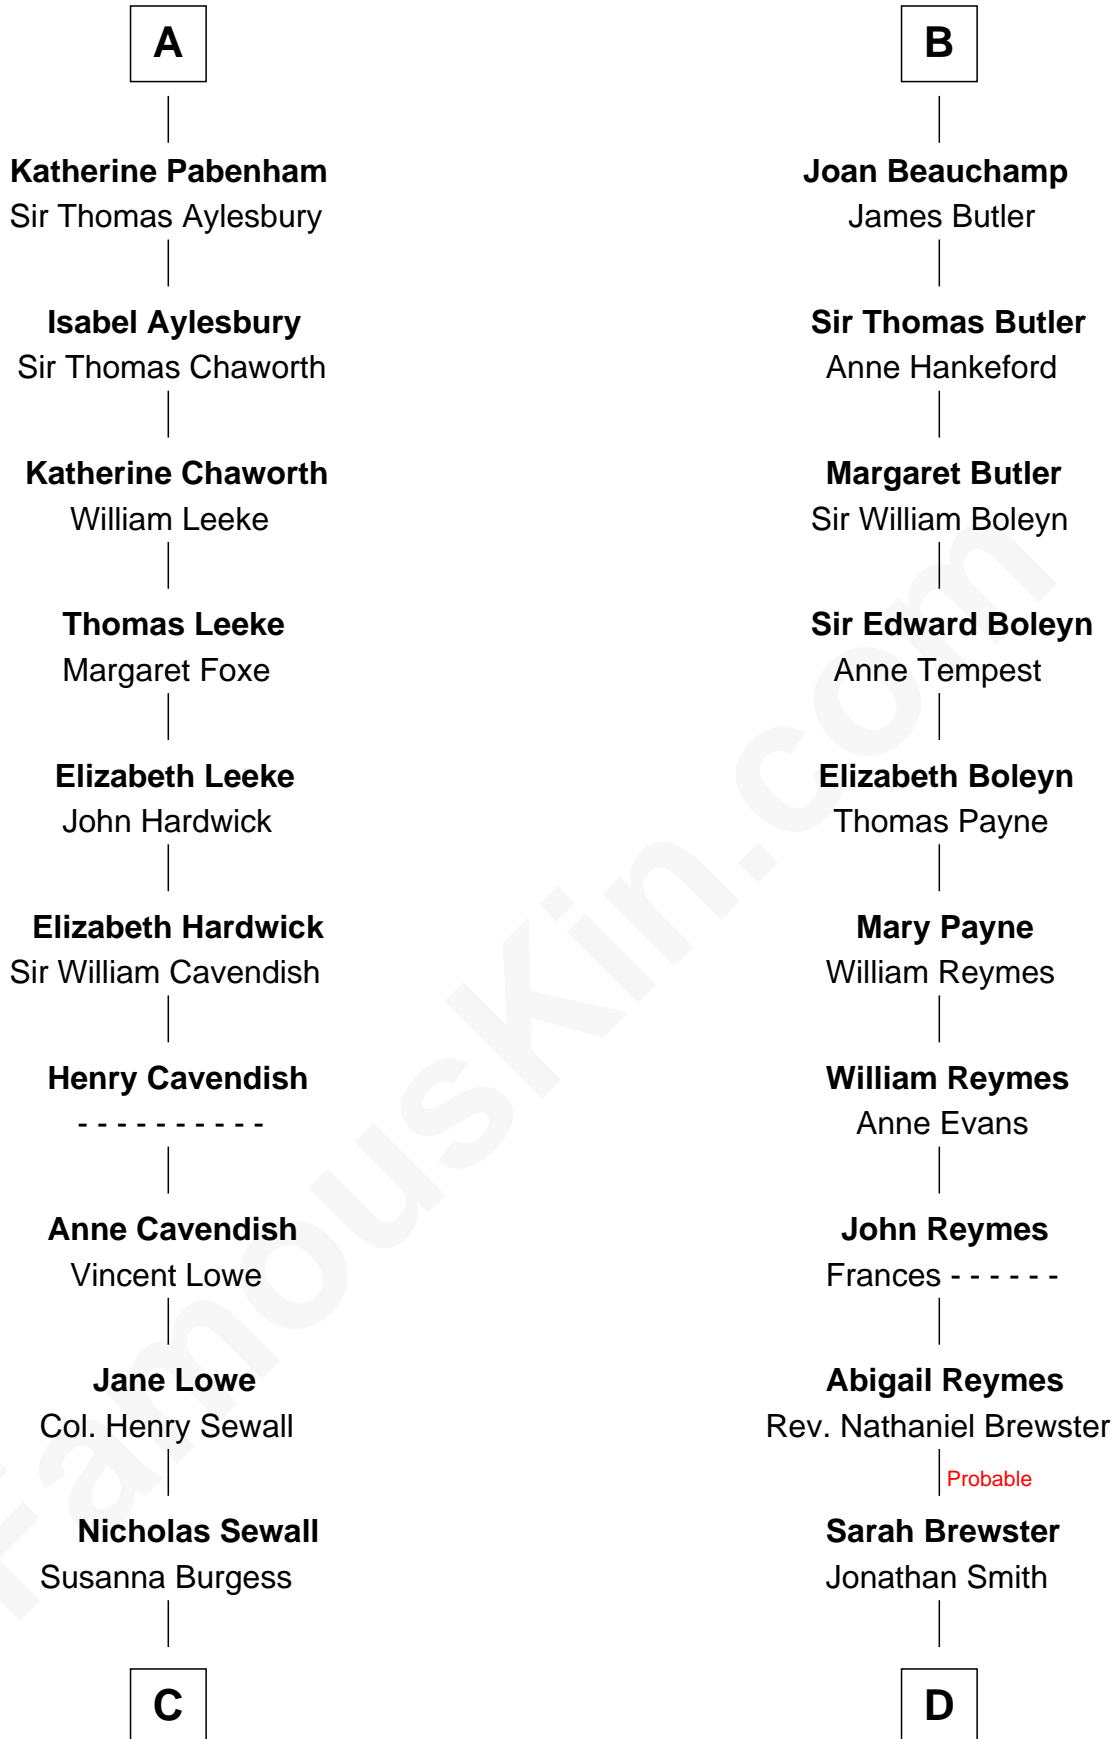 A
Katherine Pabenham
Sir Thomas Aylesbury
Isabel Aylesbury
Sir Thomas Chaworth
Katherine Chaworth
William Leeke
Thomas Leeke
Margaret Foxe
Elizabeth Leeke
John Hardwick
Elizabeth Hardwick
Sir William Cavendish
Henry Cavendish
- - - - - - - - - -
Anne Cavendish
Vincent Lowe
Jane Lowe
Col. Henry Sewall
Nicholas Sewall
Susanna Burgess
C
B
Joan Beauchamp
James Butler
Sir Thomas Butler
Anne Hankeford
Margaret Butler
Sir William Boleyn
Sir Edward Boleyn
Anne Tempest
Elizabeth Boleyn
Thomas Payne
Mary Payne
William Reymes
William Reymes
Anne Evans
John Reymes
Frances - - - - - -
Abigail Reymes
Rev. Nathaniel Brewster
Probable
Sarah Brewster
Jonathan Smith
D
FamousKin.com